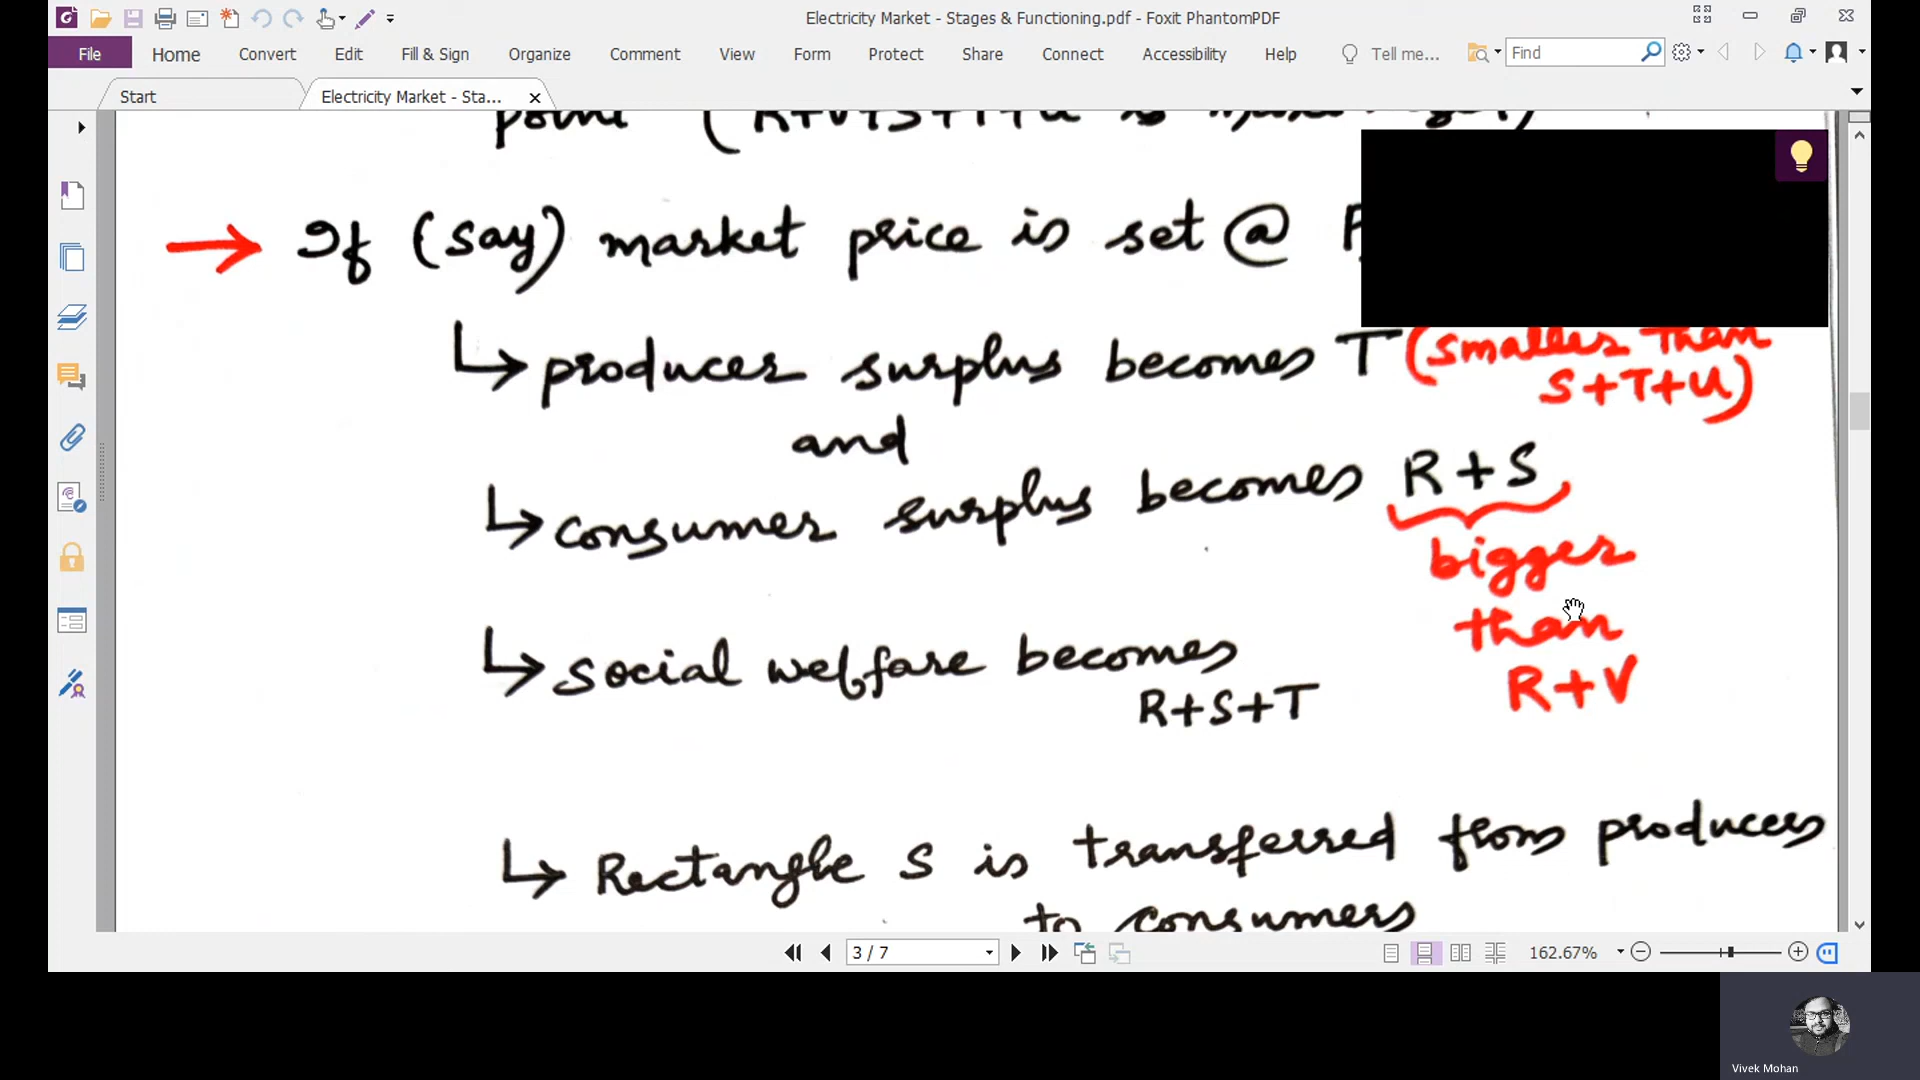 Electricity Market - Stages & Functioning.pdf - Foxit PhantomPDF
File Home Convert Edit Fill & Sign Organize Comment View Form Protect Share Connect Accessibility Help Tell me... Find
Start Electricity Market - Sta...
point (R+V+S+T+U is
If (say) market price is set @
producer surplus becomes T (smaller than
S+T+U)
and
consumer surplus becomes R+S
bigger
than
R+V
social welfare becomes
R+S+T
Rectangle S is transferred from producers
to consumers
3 / 7 162.67%
Vivek Mohan